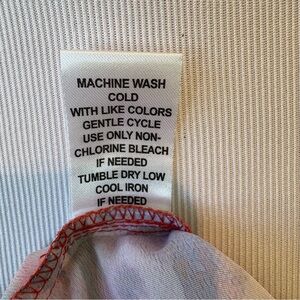 MACHINE WASH
COLD
WITH LIKE COLORS
GENTLE CYCLE
USE ONLY NON-
CHLORINE BLEACH
IF NEEDED
TUMBLE DRY LOW
COOL IRON
IF NEEDED